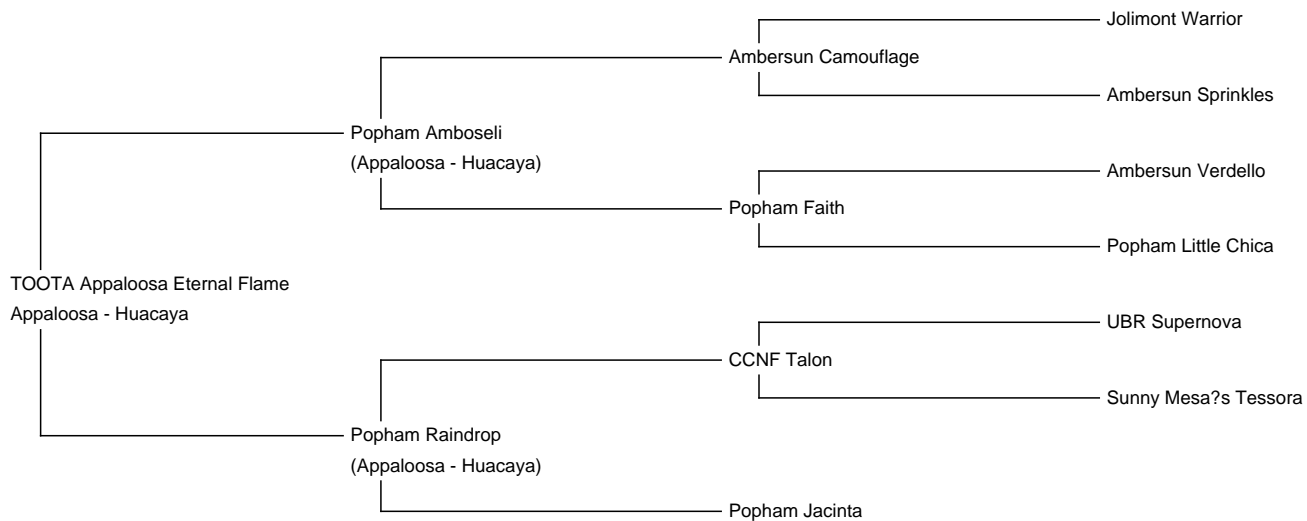 Jolimont Warrior
Ambersun Camouflage
Ambersun Sprinkles
Popham Amboseli
(Appaloosa - Huacaya)
Ambersun Verdello
Popham Faith
Popham Little Chica
TOOTA Appaloosa Eternal Flame
Appaloosa - Huacaya
UBR Supernova
CCNF Talon
Sunny Mesa?s Tessora
Popham Raindrop
(Appaloosa - Huacaya)
Popham Jacinta